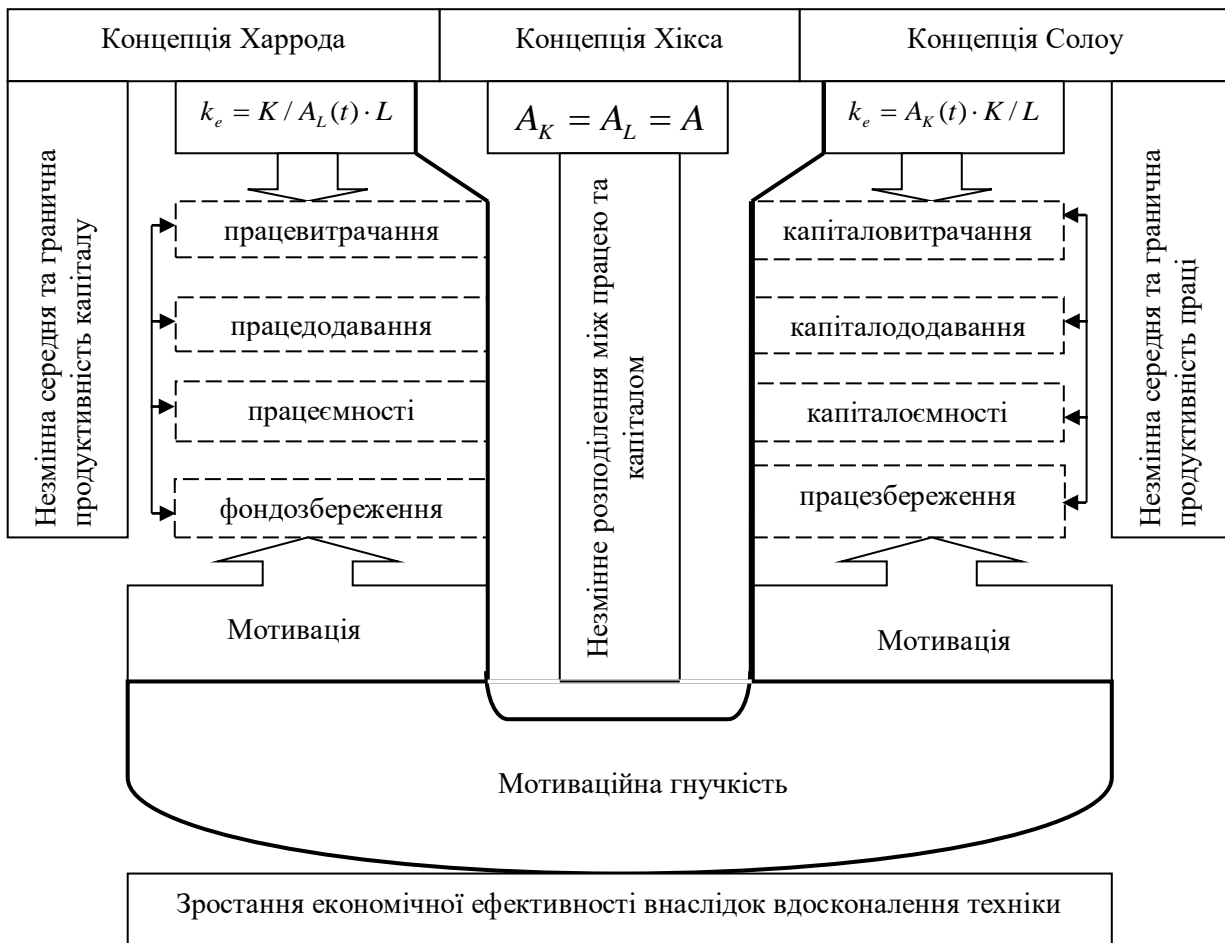 Концепція Харрода
Концепція Хікса
Концепція Солоу
k_e = K / A_L(t) · L
A_K = A_L = A
k_e = A_K(t) · K / L
Незмінна середня та гранична
продуктивність капіталу
працевитрачання
працедодавання
працеємності
фондозбереження
Незмінне розподілення між працею та
капіталом
капіталовитрачання
капіталододавання
капіталоємності
працезбереження
Незмінна середня та гранична
продуктивність праці
Мотивація
Мотивація
Мотиваційна гнучкість
Зростання економічної ефективності внаслідок вдосконалення техніки